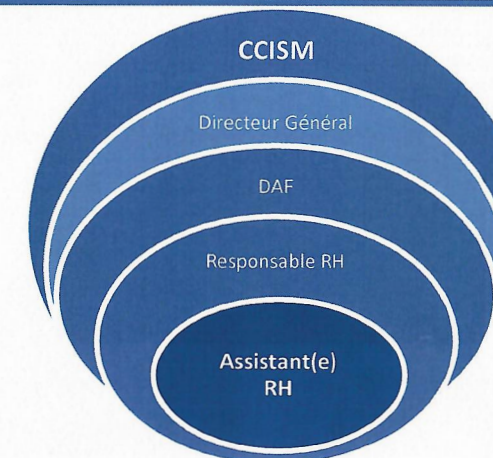 CCISM
Directeur Général
DAF
Responsable RH
Assistant(e)
RH